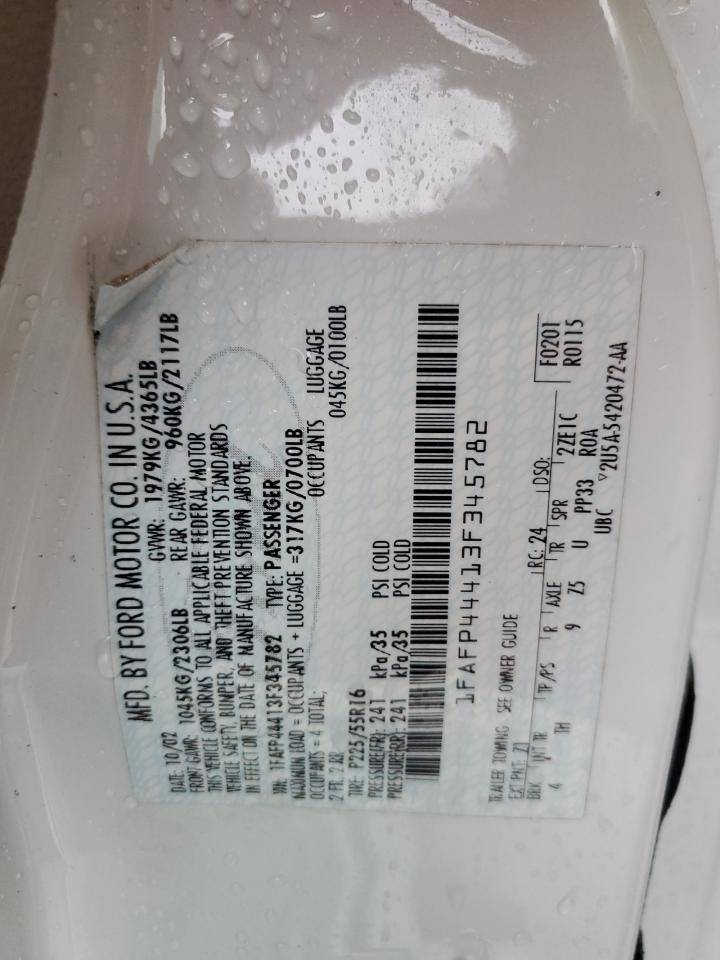 MFD. BY FORD MOTOR CO. IN U.S.A.
DATE: 10/02 GVWR: 1979KG/4365LB
FRONT GAWR: 1045KG/2306LB REAR GAWR: 960KG/2117LB
THIS VEHICLE CONFORMS TO ALL APPLICABLE FEDERAL MOTOR
VEHICLE SAFETY, BUMPER, AND THEFT PREVENTION STANDARDS
IN EFFECT ON THE DATE OF MANUFACTURE SHOWN ABOVE.
VIN: 1FAFP44413F345782 TYPE: PASSENGER
MAXIMUM LOAD = OCCUPANTS + LUGGAGE =317KG/0700LB
OCCUPANTS = 4 TOTAL; OCCUPANTS LUGGAGE
2 FR, 2 RR 045KG/0100LB
TIRE: P225/55R16
PRESSURE(FR): 241 kPa/35 PSI COLD
PRESSURE(RR): 241 kPa/35 PSI COLD
1FAFP44413F345782
TRAILER TOWING - SEE OWNER GUIDE
EXT PNT: Z1 RC: 24 DSO: F0201
BRK INT TR TP/PS R AXLE TR SPR 2ZE1C R0115
4 TH 9 Z5 U PP33 R0A
UBC ▽2U5A-5420472-AA